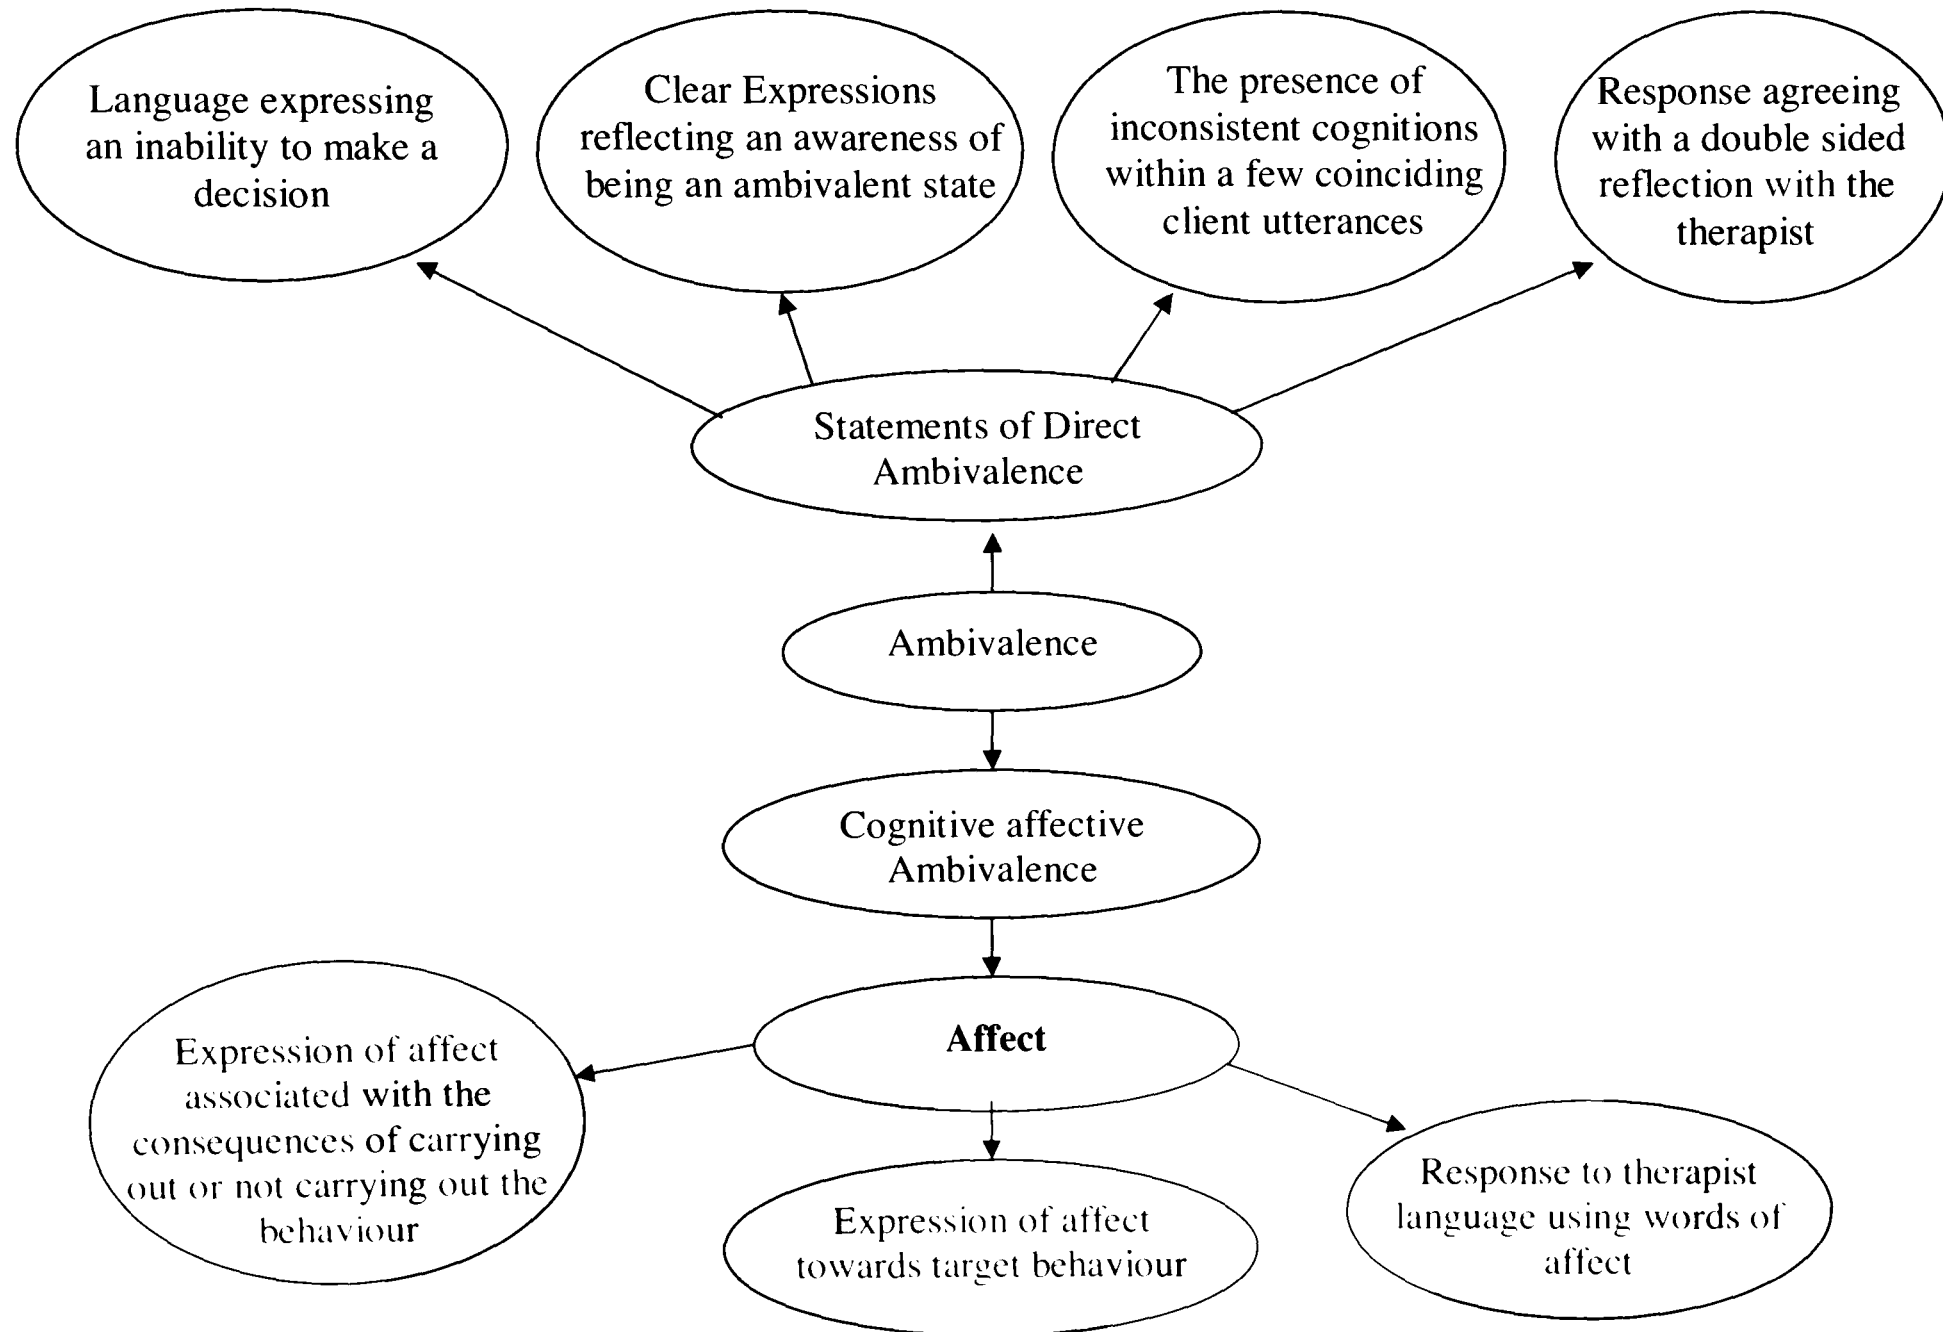 Language expressing
an inability to make a
decision
Clear Expressions
reflecting an awareness of
being an ambivalent state
The presence of
inconsistent cognitions
within a few coinciding
client utterances
Response agreeing
with a double sided
reflection with the
therapist
Statements of Direct
Ambivalence
Ambivalence
Cognitive affective
Ambivalence
Affect
Expression of affect
associated with the
consequences of carrying
out or not carrying out the
behaviour
Expression of affect
towards target behaviour
Response to therapist
language using words of
affect